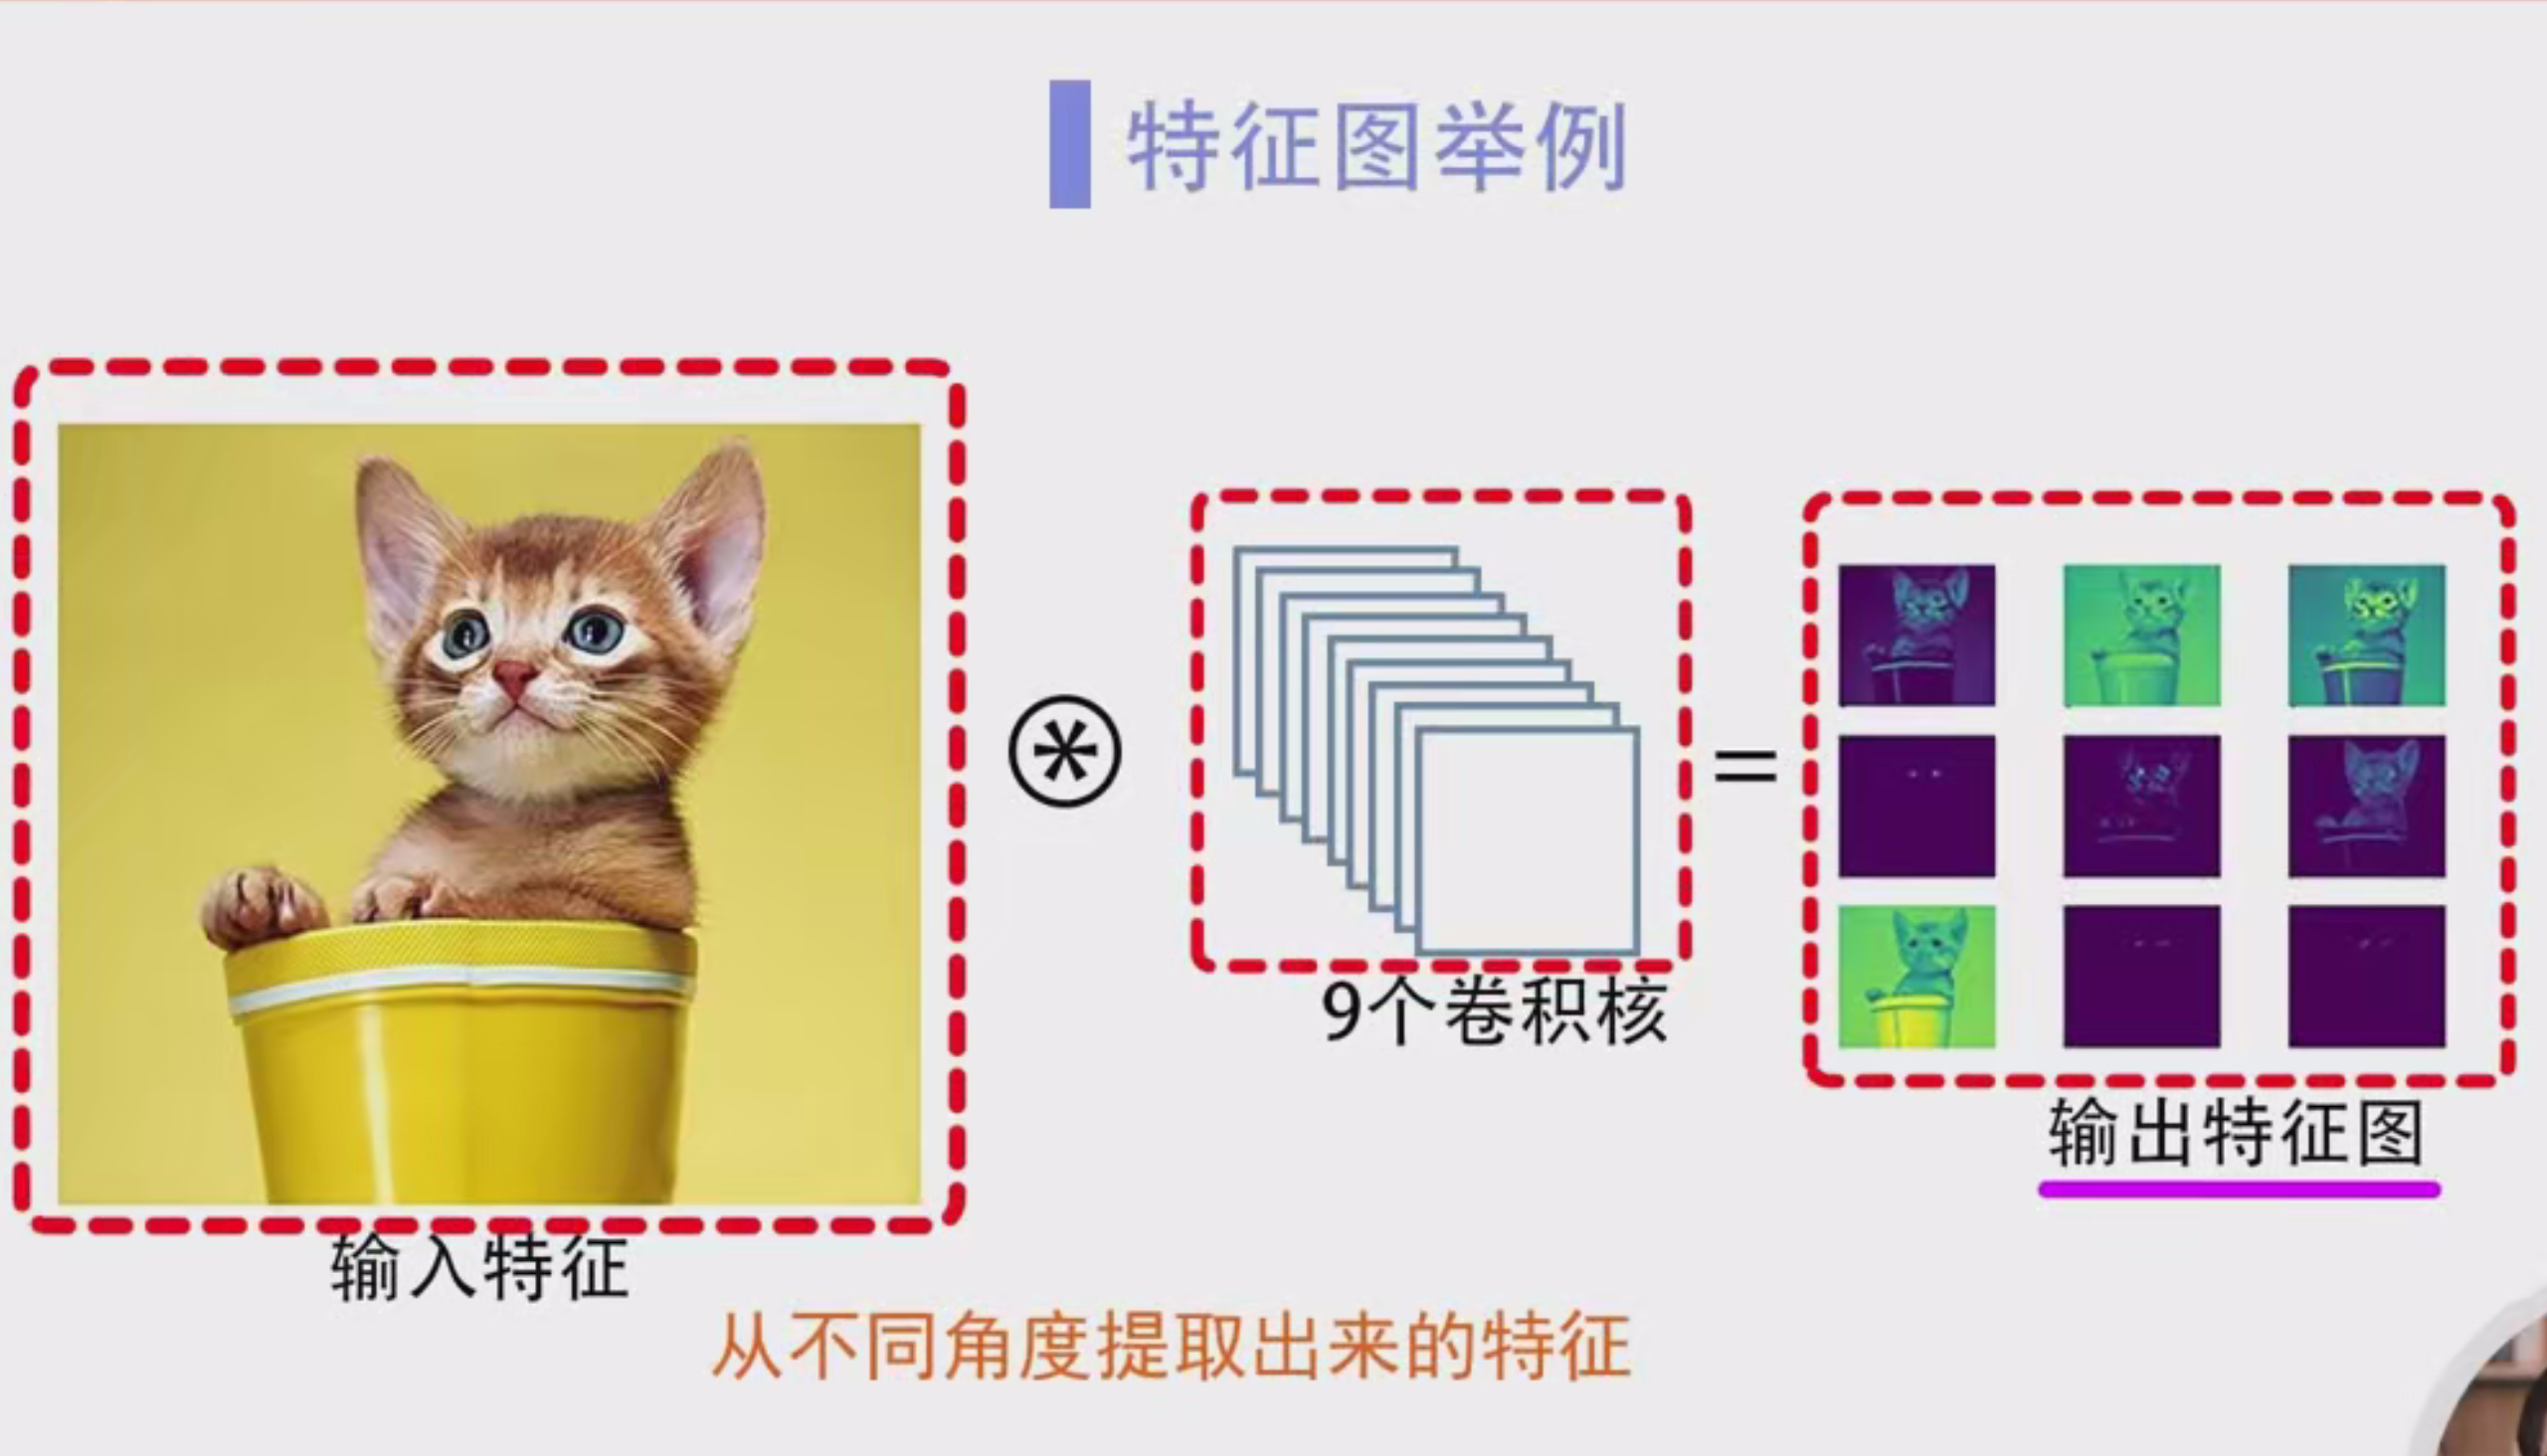 特征图举例
⊛
=
9个卷积核
输出特征图
输入特征
从不同角度提取出来的特征